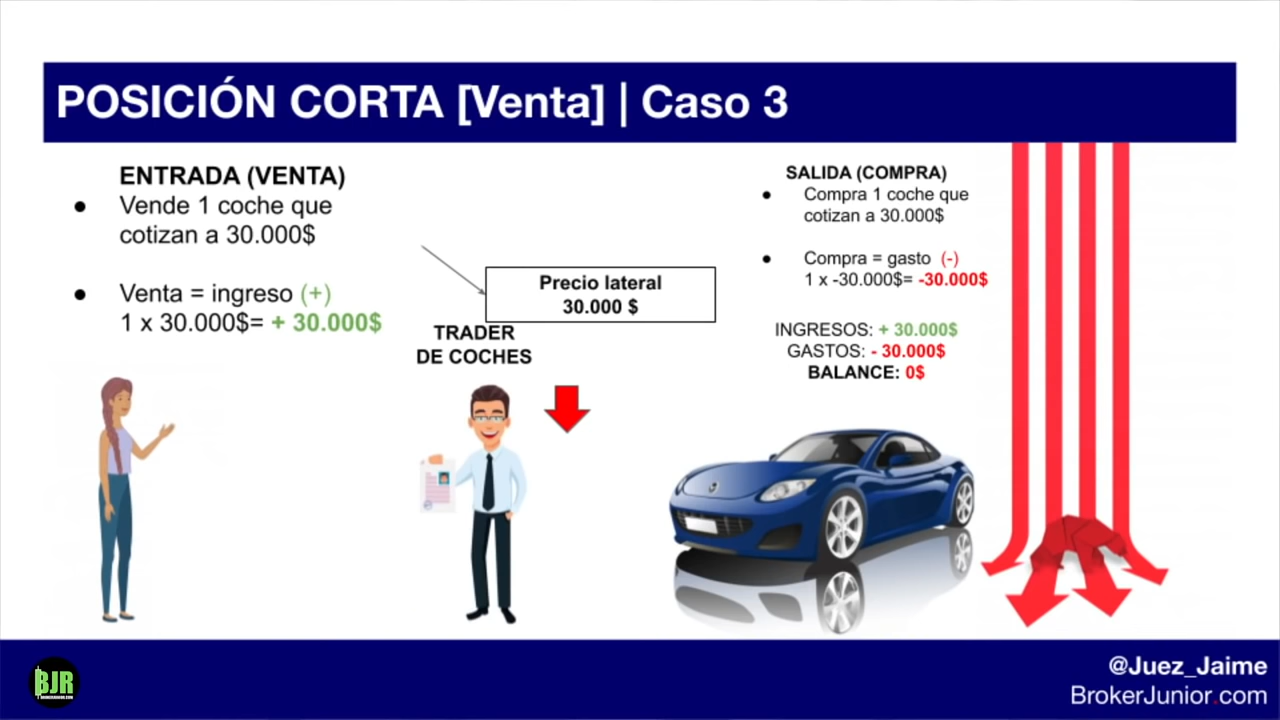 POSICIÓN CORTA [Venta] | Caso 3
ENTRADA (VENTA)
● Vende 1 coche que
cotizan a 30.000$
● Venta = ingreso (+)
1 x 30.000$= + 30.000$
Precio lateral
30.000 $
TRADER
DE COCHES
SALIDA (COMPRA)
● Compra 1 coche que
cotizan a 30.000$
● Compra = gasto (-)
1 x -30.000$= -30.000$
INGRESOS: + 30.000$
GASTOS: - 30.000$
BALANCE: 0$
BJR
@Juez_Jaime
BrokerJunior.com